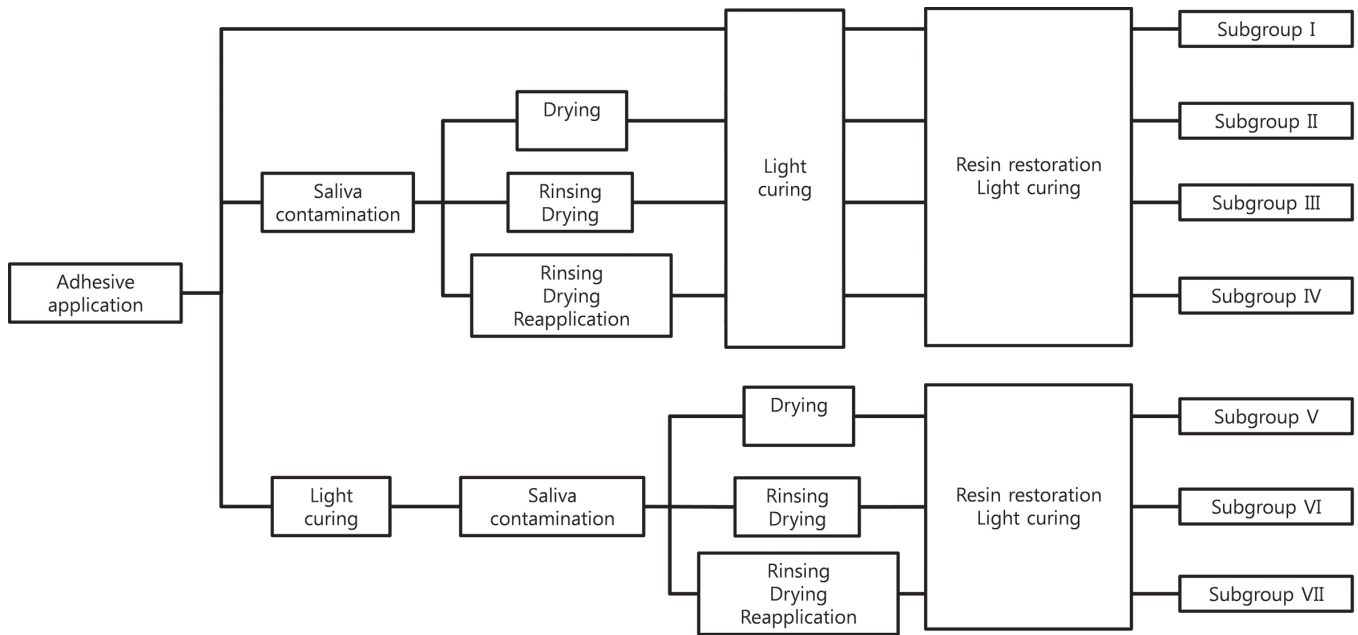 Adhesive
application
Saliva
contamination
Drying
Rinsing
Drying
Rinsing
Drying
Reapplication
Light
curing
Resin restoration
Light curing
Subgroup Ⅰ
Subgroup Ⅱ
Subgroup Ⅲ
Subgroup Ⅳ
Light
curing
Saliva
contamination
Drying
Rinsing
Drying
Rinsing
Drying
Reapplication
Resin restoration
Light curing
Subgroup Ⅴ
Subgroup Ⅵ
Subgroup Ⅶ